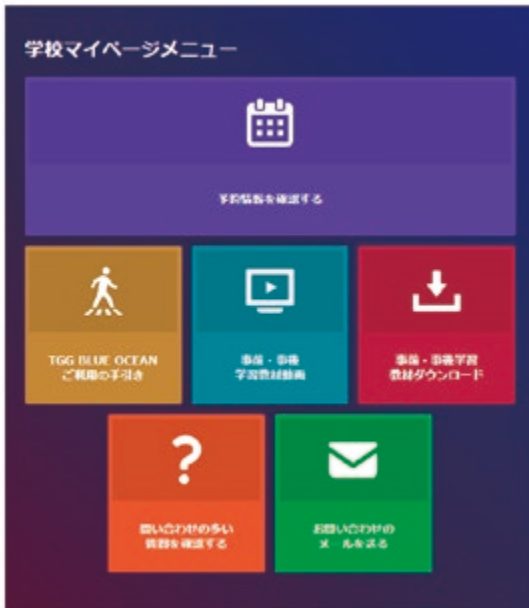 学校マイページメニュー
予約情報を確認する
TGG BLUE OCEAN
ご利用の手引き
事前・事後
学習教材動画
事前・事後学習
教材ダウンロード
問い合わせの多い
情報を確認する
お問い合わせの
メールを送る